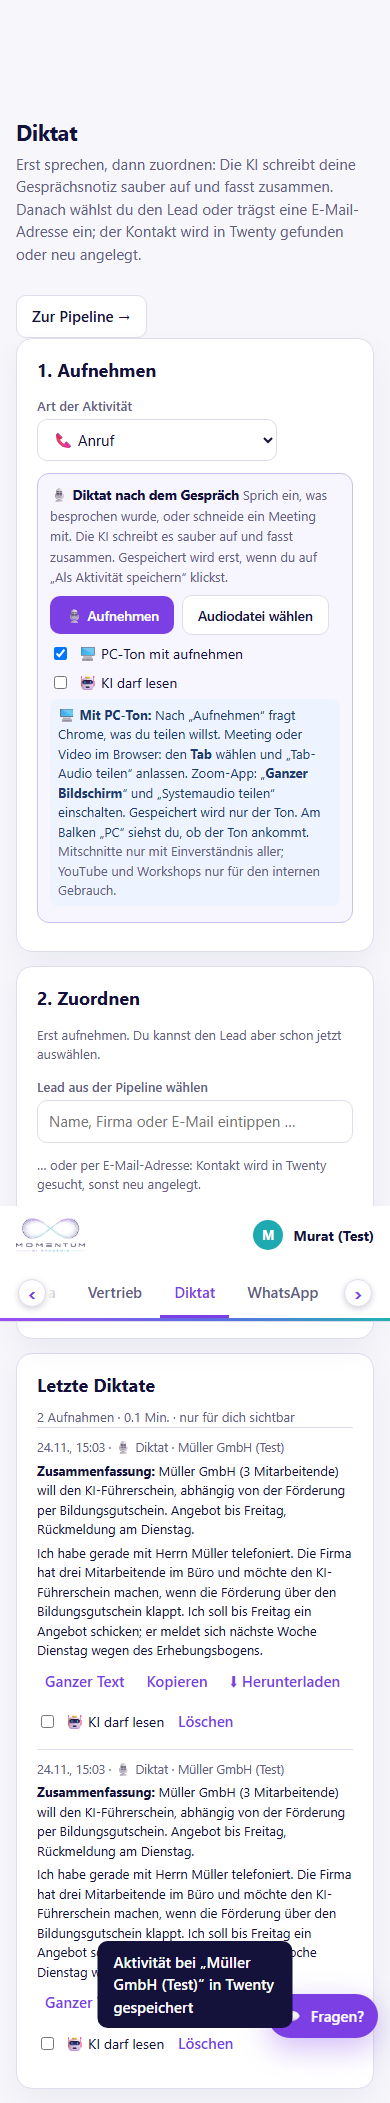 Diktat
Erst sprechen, dann zuordnen: Die KI schreibt deine
Gesprächsnotiz sauber auf und fasst zusammen.
Danach wählst du den Lead oder trägst eine E-Mail-
Adresse ein; der Kontakt wird in Twenty gefunden
oder neu angelegt.
Zur Pipeline →
1. Aufnehmen
Art der Aktivität
Anruf
Diktat nach dem Gespräch Sprich ein, was
besprochen wurde, oder schneide ein Meeting
mit. Die KI schreibt es sauber auf und fasst
zusammen. Gespeichert wird erst, wenn du auf
„Als Aktivität speichern“ klickst.
Aufnehmen
Audiodatei wählen
PC-Ton mit aufnehmen
KI darf lesen
Mit PC-Ton: Nach „Aufnehmen“ fragt
Chrome, was du teilen willst. Meeting oder
Video im Browser: den Tab wählen und „Tab-
Audio teilen“ anlassen. Zoom-App: „Ganzer
Bildschirm“ und „Systemaudio teilen“
einschalten. Gespeichert wird nur der Ton. Am
Balken „PC“ siehst du, ob der Ton ankommt.
Mitschnitte nur mit Einverständnis aller;
YouTube und Workshops nur für den internen
Gebrauch.
2. Zuordnen
Erst aufnehmen. Du kannst den Lead aber schon jetzt
auswählen.
Lead aus der Pipeline wählen
Name, Firma oder E-Mail eintippen ...
... oder per E-Mail-Adresse: Kontakt wird in Twenty
gesucht, sonst neu angelegt.
MOMENTUM
M
Murat (Test)
‹
a
Vertrieb
Diktat
WhatsApp
›
Letzte Diktate
2 Aufnahmen · 0.1 Min. · nur für dich sichtbar
24.11., 15:03 · Diktat · Müller GmbH (Test)
Zusammenfassung: Müller GmbH (3 Mitarbeitende)
will den KI-Führerschein, abhängig von der Förderung
per Bildungsgutschein. Angebot bis Freitag,
Rückmeldung am Dienstag.
Ich habe gerade mit Herrn Müller telefoniert. Die Firma
hat drei Mitarbeitende im Büro und möchte den KI-
Führerschein machen, wenn die Förderung über den
Bildungsgutschein klappt. Ich soll bis Freitag ein
Angebot schicken; er meldet sich nächste Woche
Dienstag wegen des Erhebungsbogens.
Ganzer Text
Kopieren
⬇ Herunterladen
KI darf lesen
Löschen
24.11., 15:03 · Diktat · Müller GmbH (Test)
Zusammenfassung: Müller GmbH (3 Mitarbeitende)
will den KI-Führerschein, abhängig von der Förderung
per Bildungsgutschein. Angebot bis Freitag,
Rückmeldung am Dienstag.
Ich habe gerade mit Herrn Müller telefoniert. Die Firma
hat drei Mitarbeitende im Büro und möchte den KI-
Führerschein machen, wenn die Förderung über den
Bildungsgutschein klappt. Ich soll bis Freitag ein
Angebot
Dienstag
Ganzer
Aktivität bei „Müller
GmbH (Test)“ in Twenty
gespeichert
Fragen?
KI darf lesen
Löschen